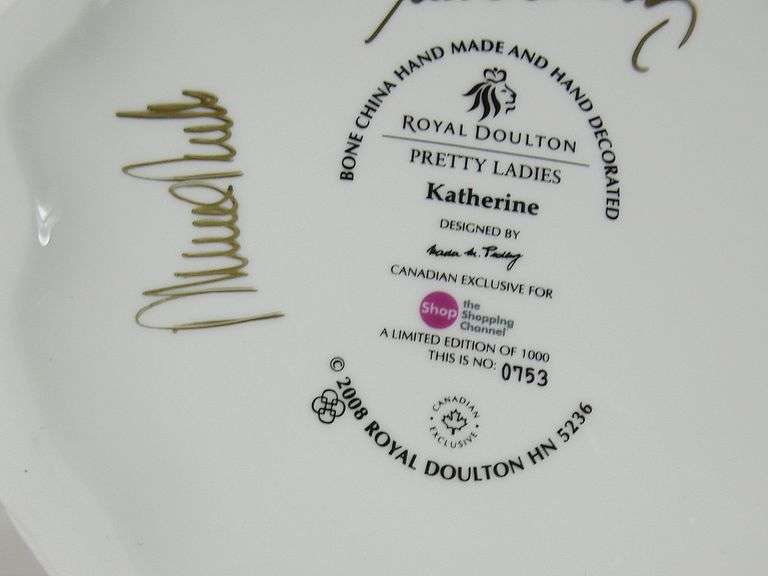 BONE CHINA HAND MADE AND HAND DECORATED
ROYAL DOULTON
PRETTY LADIES
Katherine
DESIGNED BY
CANADIAN EXCLUSIVE FOR
Shop the
Shopping
Channel
A LIMITED EDITION OF 1000
THIS IS NO: 0753
CANADIAN
EXCLUSIVE
© 2008 ROYAL DOULTON HN 5236